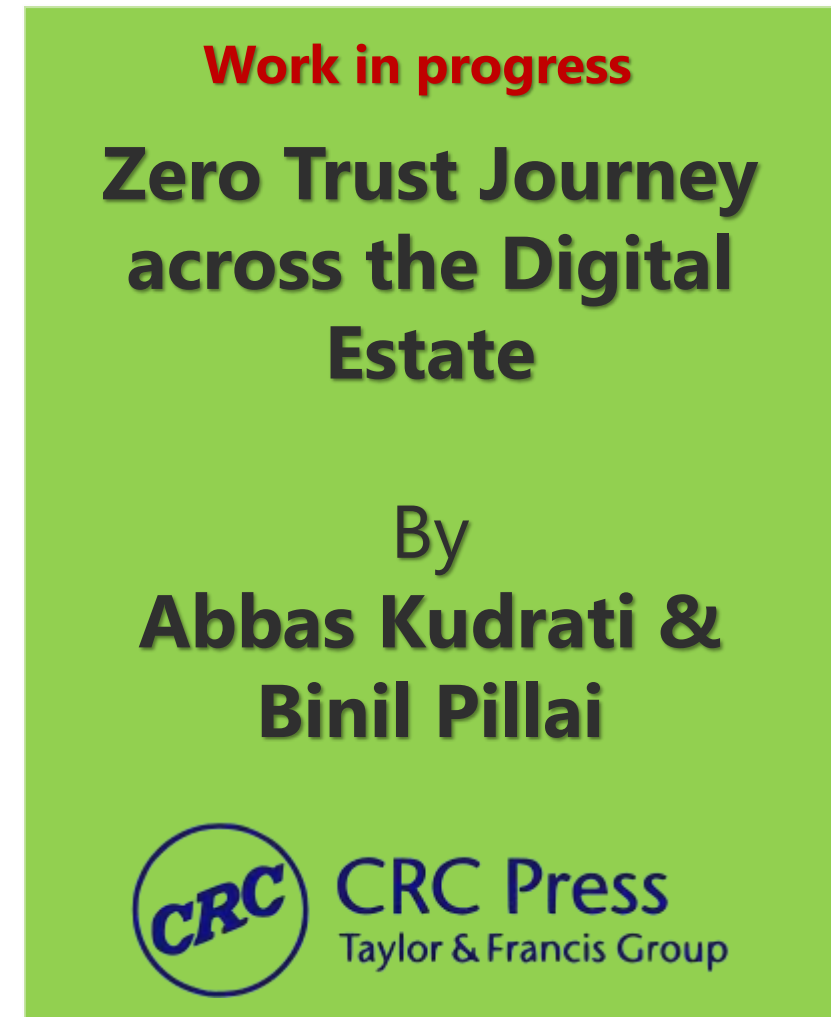 Work in progress
Zero Trust Journey
across the Digital
Estate
By
Abbas Kudrati &
Binil Pillai
CRC
CRC Press
Taylor & Francis Group